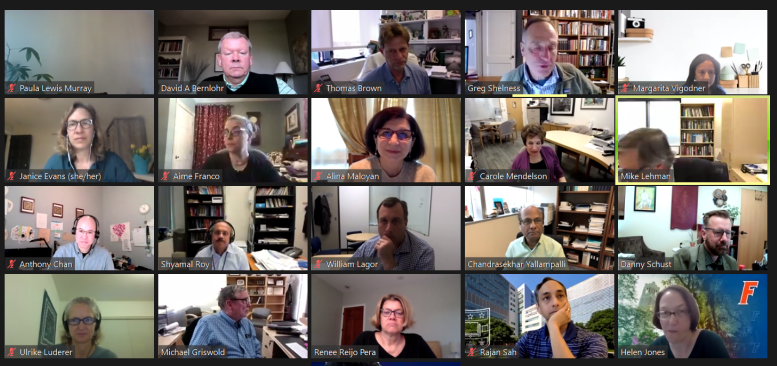 Paula Lewis Murray
David A Bernlohr
Thomas Brown
Greg Shelness
Margarita Vigodner
Janice Evans (she/her)
Aime Franco
Alina Maloyan
Carole Mendelson
Mike Lehman
Anthony Chan
Shyamal Roy
William Lagor
Chandrasekhar Yallampalli
Danny Schust
F
Ulrike Luderer
Michael Griswold
Renee Reijo Pera
Rajan Sah
Helen Jones